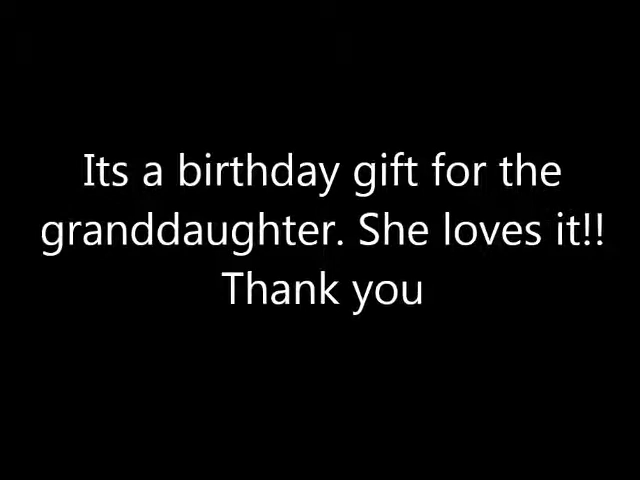 Its a birthday gift for the
granddaughter. She loves it!!
Thank you